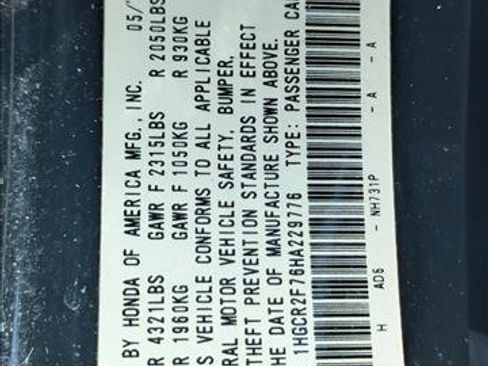 BY HONDA OF AMERICA MFG., INC. 05/
R 4321LBS GAWR F 2315LBS R 2050LBS
R 1960KG GAWR F 1050KG R 930KG
S VEHICLE CONFORMS TO ALL APPLICABLE
RAL MOTOR VEHICLE SAFETY, BUMPER,
THEFT PREVENTION STANDARDS IN EFFECT
HE DATE OF MANUFACTURE SHOWN ABOVE.
1HGCR2F76HA229776 TYPE: PASSENGER CA
H AD6 - NH731P - A - A